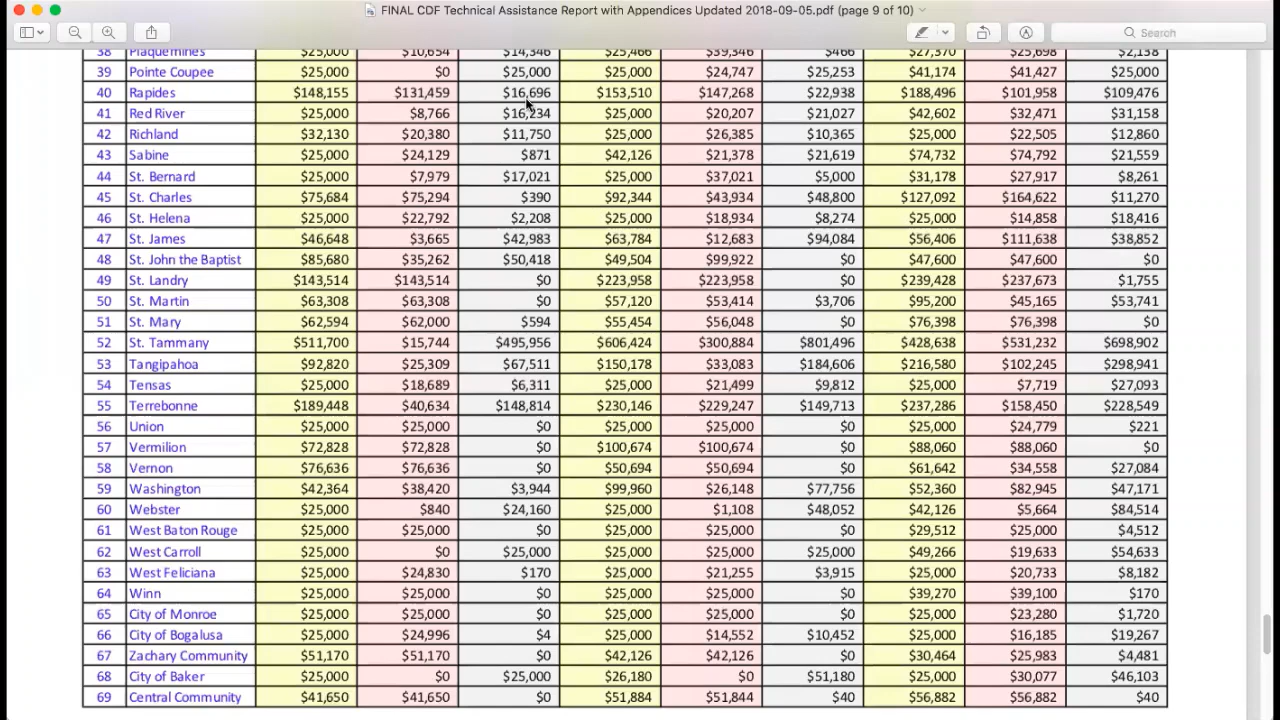 FINAL CDF Technical Assistance Report with Appendices Updated 2018-09-05.pdf (page 9 of 10)
Search
38 Plaquemines $25,000 $10,654 $14,346 $25,466 $39,346 $466 $27,370 $25,698 $2,138
39 Pointe Coupee $25,000 $0 $25,000 $25,000 $24,747 $25,253 $41,174 $41,427 $25,000
40 Rapides $148,155 $131,459 $16,696 $153,510 $147,268 $22,938 $188,496 $101,958 $109,476
41 Red River $25,000 $8,766 $16,234 $25,000 $20,207 $21,027 $42,602 $32,471 $31,158
42 Richland $32,130 $20,380 $11,750 $25,000 $26,385 $10,365 $25,000 $22,505 $12,860
43 Sabine $25,000 $24,129 $871 $42,126 $21,378 $21,619 $74,732 $74,792 $21,559
44 St. Bernard $25,000 $7,979 $17,021 $25,000 $37,021 $5,000 $31,178 $27,917 $8,261
45 St. Charles $75,684 $75,294 $390 $92,344 $43,934 $48,800 $127,092 $164,622 $11,270
46 St. Helena $25,000 $22,792 $2,208 $25,000 $18,934 $8,274 $25,000 $14,858 $18,416
47 St. James $46,648 $3,665 $42,983 $63,784 $12,683 $94,084 $56,406 $111,638 $38,852
48 St. John the Baptist $85,680 $35,262 $50,418 $49,504 $99,922 $0 $47,600 $47,600 $0
49 St. Landry $143,514 $143,514 $0 $223,958 $223,958 $0 $239,428 $237,673 $1,755
50 St. Martin $63,308 $63,308 $0 $57,120 $53,414 $3,706 $95,200 $45,165 $53,741
51 St. Mary $62,594 $62,000 $594 $55,454 $56,048 $0 $76,398 $76,398 $0
52 St. Tammany $511,700 $15,744 $495,956 $606,424 $300,884 $801,496 $428,638 $531,232 $698,902
53 Tangipahoa $92,820 $25,309 $67,511 $150,178 $33,083 $184,606 $216,580 $102,245 $298,941
54 Tensas $25,000 $18,689 $6,311 $25,000 $21,499 $9,812 $25,000 $7,719 $27,093
55 Terrebonne $189,448 $40,634 $148,814 $230,146 $229,247 $149,713 $237,286 $158,450 $228,549
56 Union $25,000 $25,000 $0 $25,000 $25,000 $0 $25,000 $24,779 $221
57 Vermilion $72,828 $72,828 $0 $100,674 $100,674 $0 $88,060 $88,060 $0
58 Vernon $76,636 $76,636 $0 $50,694 $50,694 $0 $61,642 $34,558 $27,084
59 Washington $42,364 $38,420 $3,944 $99,960 $26,148 $77,756 $52,360 $82,945 $47,171
60 Webster $25,000 $840 $24,160 $25,000 $1,108 $48,052 $42,126 $5,664 $84,514
61 West Baton Rouge $25,000 $25,000 $0 $25,000 $25,000 $0 $29,512 $25,000 $4,512
62 West Carroll $25,000 $0 $25,000 $25,000 $25,000 $25,000 $49,266 $19,633 $54,633
63 West Feliciana $25,000 $24,830 $170 $25,000 $21,255 $3,915 $25,000 $20,733 $8,182
64 Winn $25,000 $25,000 $0 $25,000 $25,000 $0 $39,270 $39,100 $170
65 City of Monroe $25,000 $25,000 $0 $25,000 $25,000 $0 $25,000 $23,280 $1,720
66 City of Bogalusa $25,000 $24,996 $4 $25,000 $14,552 $10,452 $25,000 $16,185 $19,267
67 Zachary Community $51,170 $51,170 $0 $42,126 $42,126 $0 $30,464 $25,983 $4,481
68 City of Baker $25,000 $0 $25,000 $26,180 $0 $51,180 $25,000 $30,077 $46,103
69 Central Community $41,650 $41,650 $0 $51,884 $51,844 $40 $56,882 $56,882 $40